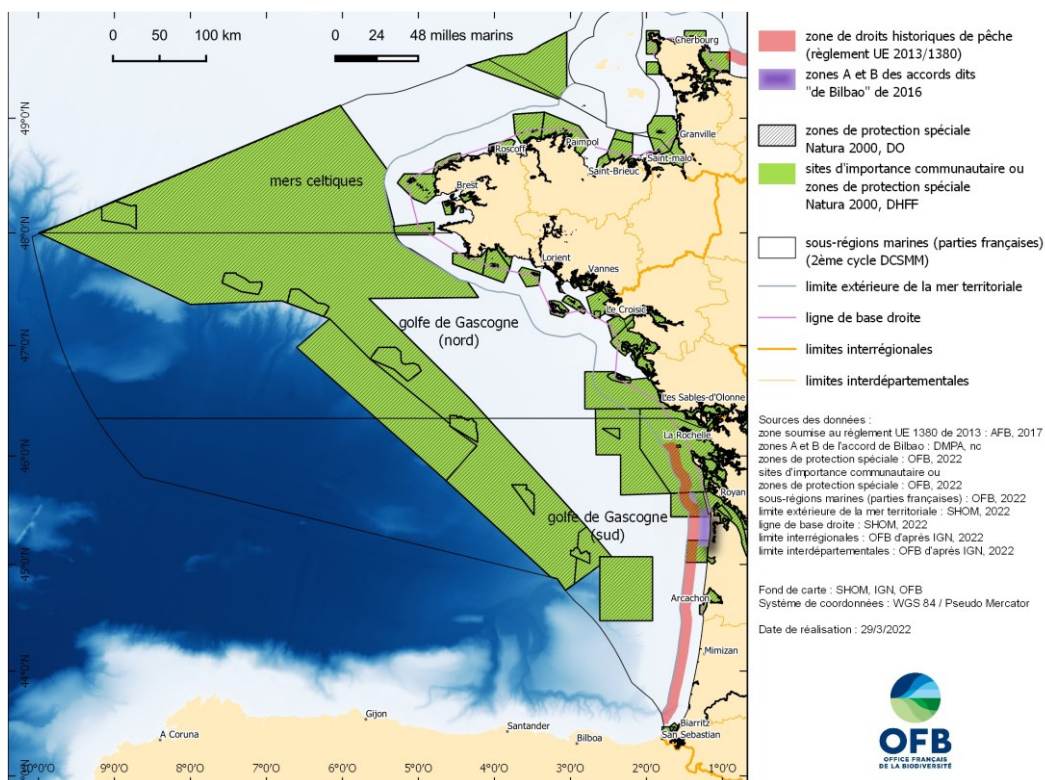 0 50 100 km
0 24 48 milles marins
Cherbourg
49°0'N
Granville
Paimpol
Roscoff
Saint-malo
Saint-Brieuc
mers celtiques
Brest
48°0'N
Lorient
Vannes
Le Croisic
golfe de Gascogne
(nord)
47°0'N
Les Sables-d'Olonne
La Rochelle
46°0'N
Royan
golfe de Gascogne
(sud)
45°0'N
Arcachon
Mimizan
44°0'N
Gijon
Santander
Biarritz
A Coruna
Bilboa
San Sebastian
10°0'O 9°0'O 8°0'O 7°0'O 6°0'O 5°0'O 4°0'O 3°0'O 2°0'O 1°0'O
zone de droits historiques de pêche
(règlement UE 2013/1380)
zones A et B des accords dits
"de Bilbao" de 2016
zones de protection spéciale
Natura 2000, DO
sites d'importance communautaire ou
zones de protection spéciale
Natura 2000, DHFF
sous-régions marines (parties françaises)
(2ème cycle DCSMM)
limite extérieure de la mer territoriale
ligne de base droite
limites interrégionales
limites interdépartementales
Sources des données :
zone soumise au réglement UE 1380 de 2013 : AFB, 2017
zones A et B de l'accord de Bilbao : DMPA, nc
zones de protection spéciale : OFB, 2022
sites d'importance communautaire ou
zones de protection spéciale : OFB, 2022
sous-régions marines (parties françaises) : OFB, 2022
limite extérieure de la mer territoriale : SHOM, 2022
ligne de base droite : SHOM, 2022
limite interrégionales : OFB d'après IGN, 2022
limite interdépartementales : OFB d'après IGN, 2022
Fond de carte : SHOM, IGN, OFB
Système de coordonnées : WGS 84 / Pseudo Mercator
Date de réalisation : 29/3/2022
OFB
OFFICE FRANÇAIS
DE LA BIODIVERSITÉ